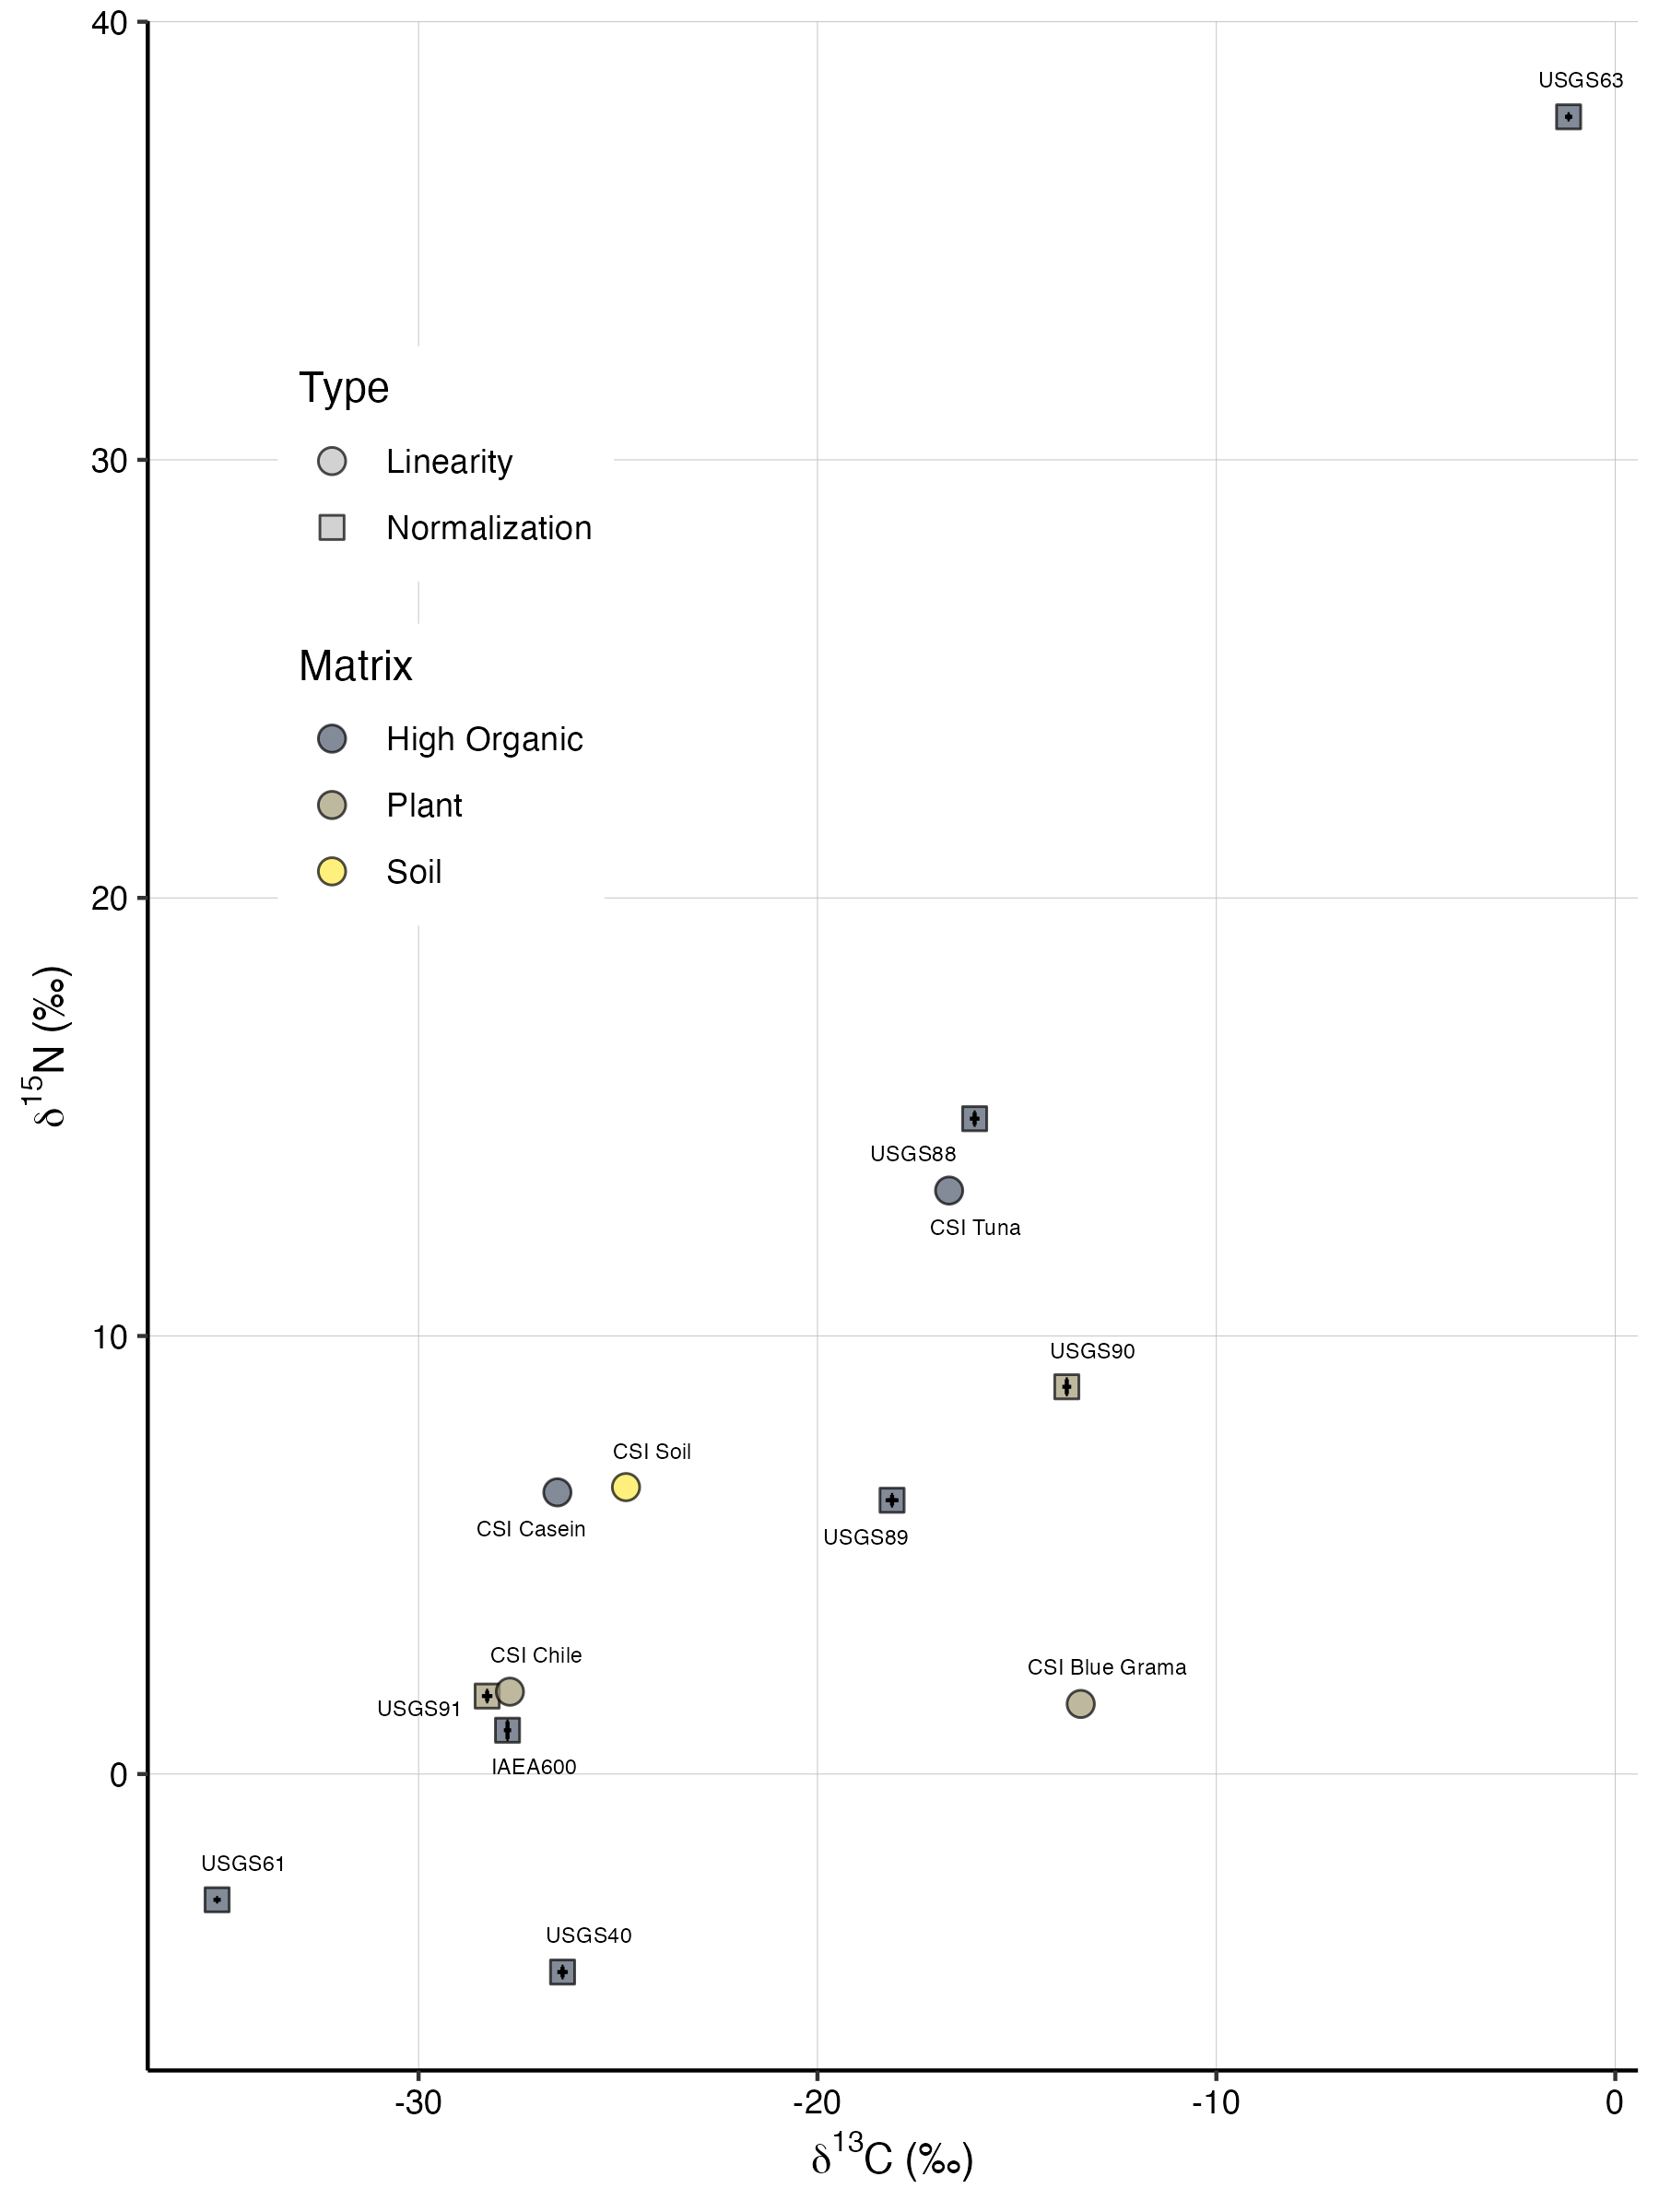 40
USGS63
Type
30
Linearity
Normalization
Matrix
High Organic
Plant
Soil
20
δ15N (‰)
USGS88
CSI Tuna
10
USGS90
CSI Soil
CSI Casein
USGS89
CSI Chile
CSI Blue Grama
USGS91
IAEA600
0
USGS61
USGS40
-30 -20 -10 0
δ13C (‰)